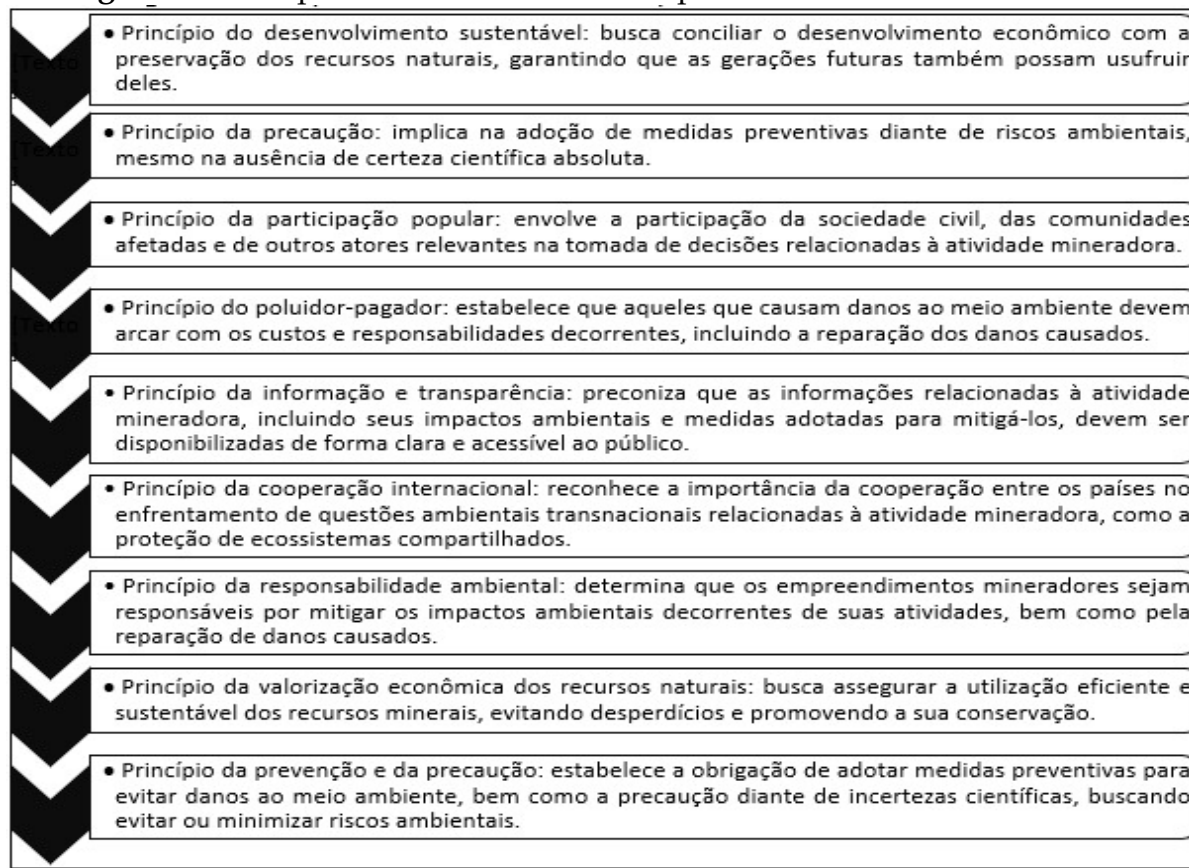 • Princípio do desenvolvimento sustentável: busca conciliar o desenvolvimento econômico com a
preservação dos recursos naturais, garantindo que as gerações futuras também possam usufruir
deles.
[Texto
• Princípio da precaução: implica na adoção de medidas preventivas diante de riscos ambientais,
mesmo na ausência de certeza científica absoluta.
[Texto
• Princípio da participação popular: envolve a participação da sociedade civil, das comunidades
afetadas e de outros atores relevantes na tomada de decisões relacionadas à atividade mineradora.
• Princípio do poluidor-pagador: estabelece que aqueles que causam danos ao meio ambiente devem
arcar com os custos e responsabilidades decorrentes, incluindo a reparação dos danos causados.
[Texto
• Princípio da informação e transparência: preconiza que as informações relacionadas à atividade
mineradora, incluindo seus impactos ambientais e medidas adotadas para mitigá-los, devem ser
disponibilizadas de forma clara e acessível ao público.
• Princípio da cooperação internacional: reconhece a importância da cooperação entre os países no
enfrentamento de questões ambientais transnacionais relacionadas à atividade mineradora, como a
proteção de ecossistemas compartilhados.
• Princípio da responsabilidade ambiental: determina que os empreendimentos mineradores sejam
responsáveis por mitigar os impactos ambientais decorrentes de suas atividades, bem como pela
reparação de danos causados.
• Princípio da valorização econômica dos recursos naturais: busca assegurar a utilização eficiente e
sustentável dos recursos minerais, evitando desperdícios e promovendo a sua conservação.
• Princípio da prevenção e da precaução: estabelece a obrigação de adotar medidas preventivas para
evitar danos ao meio ambiente, bem como a precaução diante de incertezas científicas, buscando
evitar ou minimizar riscos ambientais.